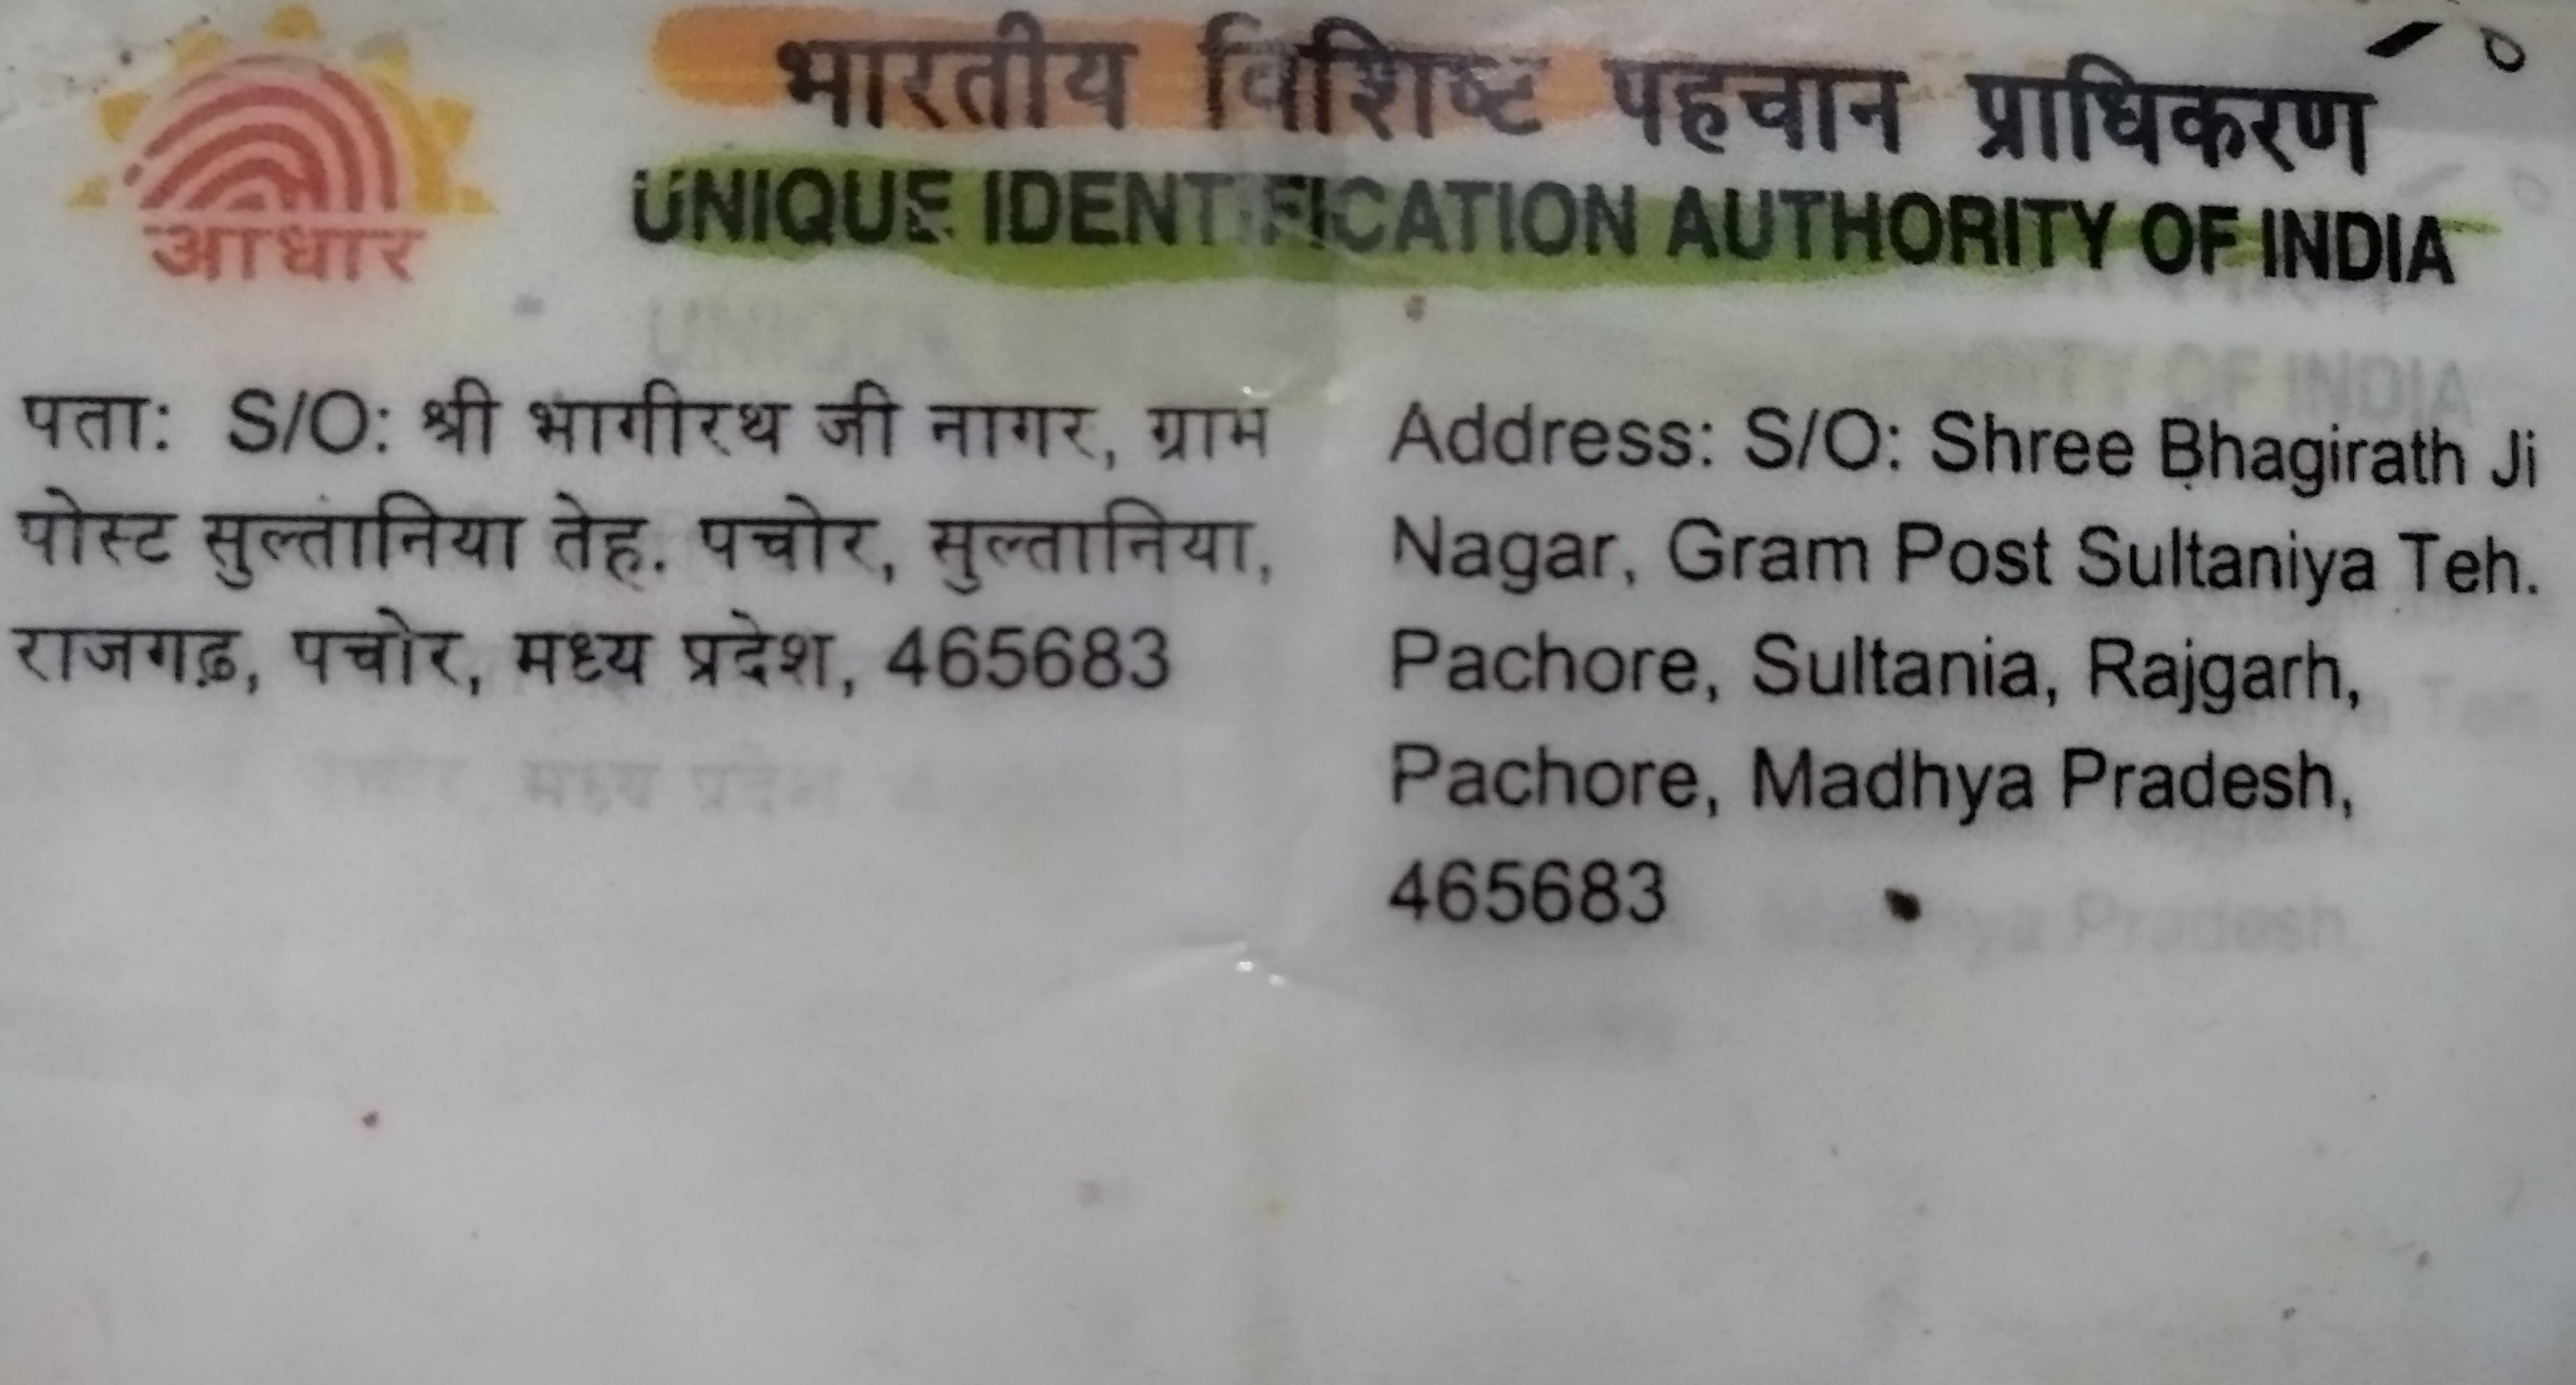 भारतीय विशिष्ट पहचान प्राधिकरण
UNIQUE IDENTIFICATION AUTHORITY OF INDIA
आधार
पता: S/O: श्री भागीरथ जी नागर, ग्राम
पोस्ट सुल्तानिया तेह. पचोर, सुल्तानिया,
राजगढ़, पचोर, मध्य प्रदेश, 465683
Address: S/O: Shree Bhagirath Ji
Nagar, Gram Post Sultaniya Teh.
Pachore, Sultania, Rajgarh,
Pachore, Madhya Pradesh,
465683